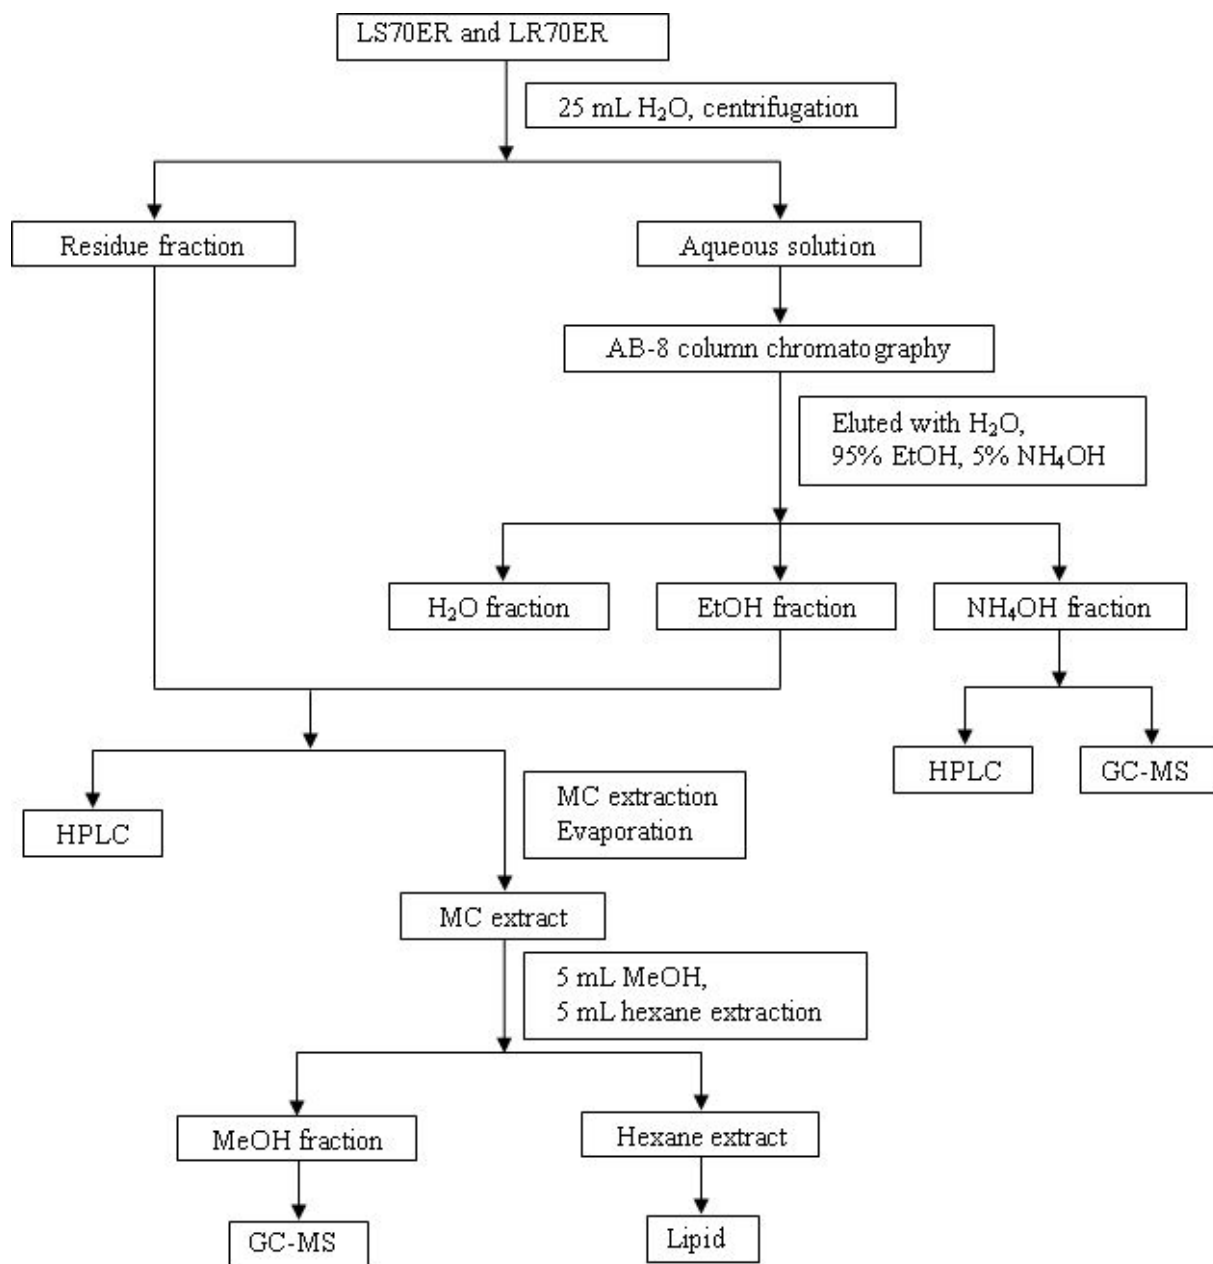 LS70ER and LR70ER
25 mL H₂O, centrifugation
Residue fraction
Aqueous solution
AB-8 column chromatography
Eluted with H₂O,
95% EtOH, 5% NH₄OH
H₂O fraction
EtOH fraction
NH₄OH fraction
HPLC
GC-MS
MC extraction
Evaporation
HPLC
MC extract
5 mL MeOH,
5 mL hexane extraction
MeOH fraction
Hexane extract
GC-MS
Lipid